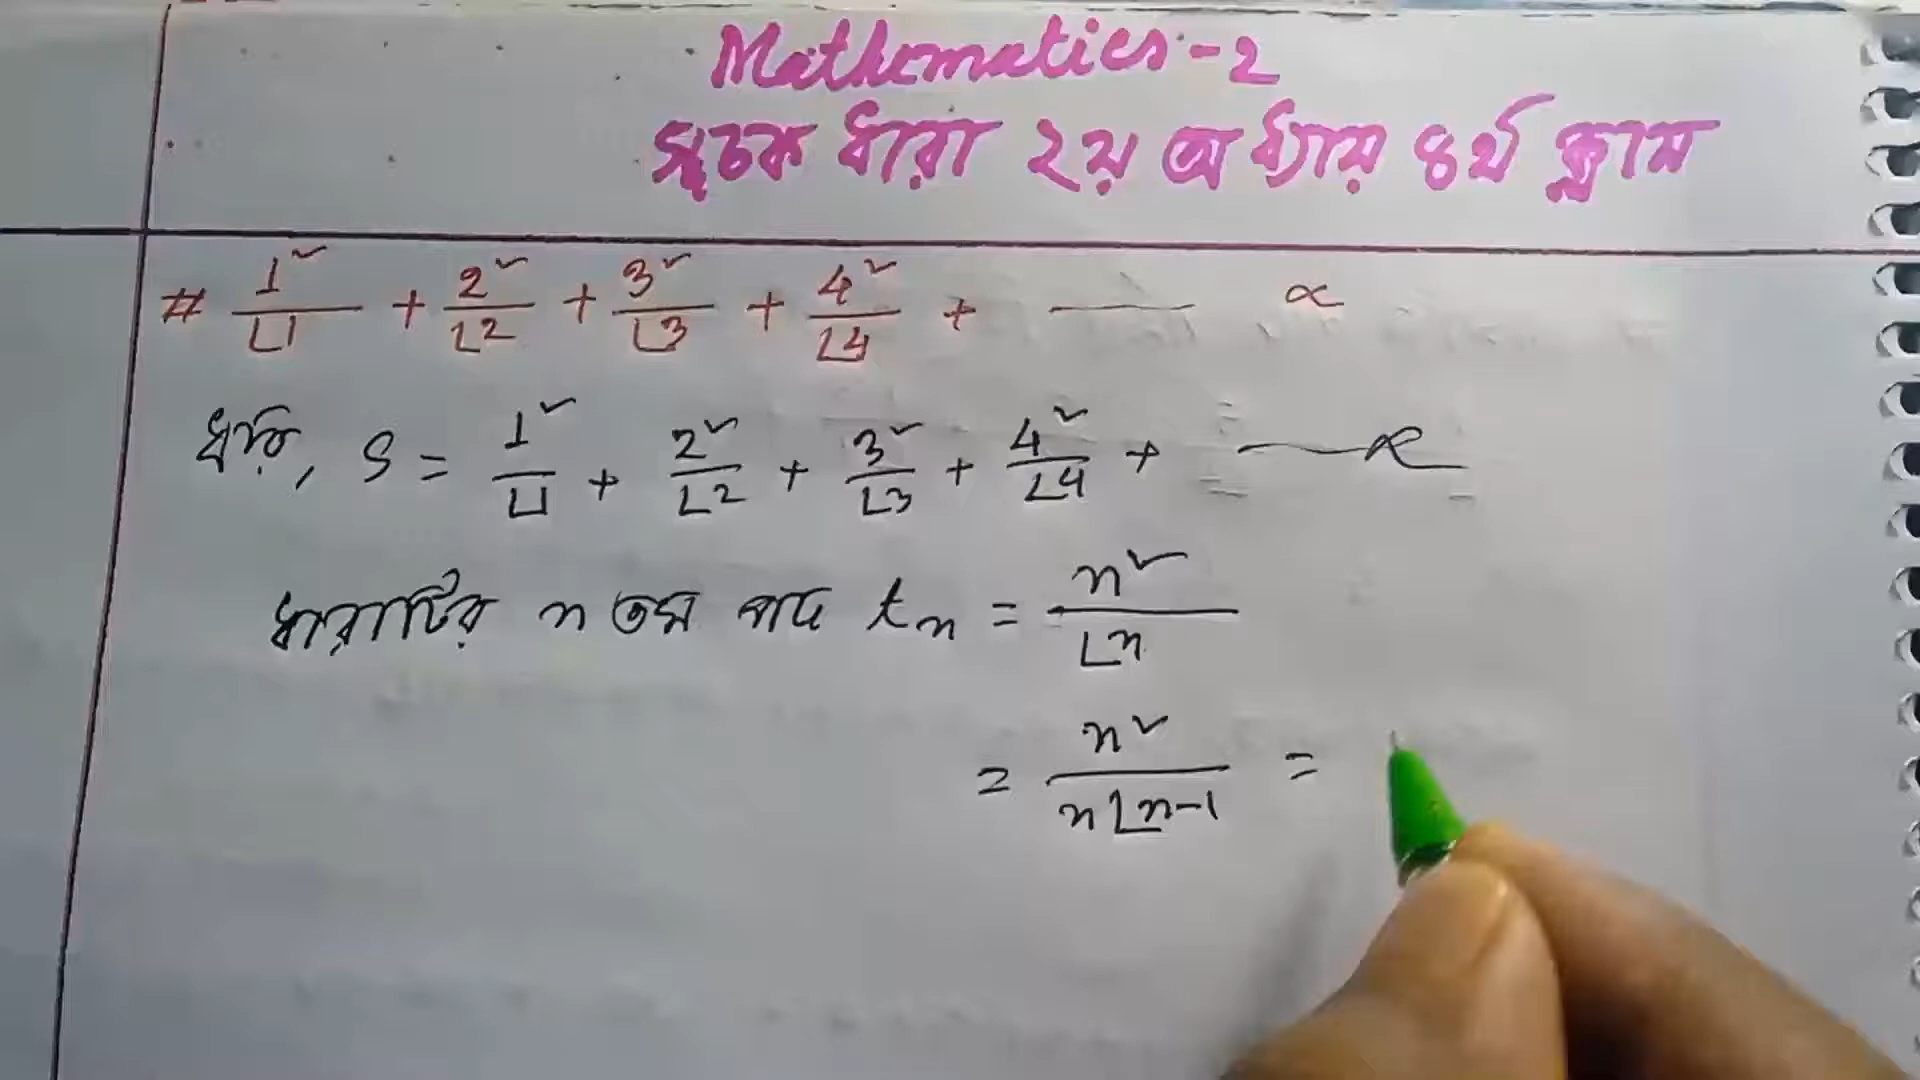 Mathematics-2
সূচক ধারা ২য় অধ্যায় ৪র্থ ক্লাস
# 1²/∟1 + 2²/∟2 + 3²/∟3 + 4²/∟4 + —— ∝
ধরি, S = 1²/∟1 + 2²/∟2 + 3²/∟3 + 4²/∟4 + —— ∝
ধারাটির n তম পদ tₙ = n²/∟n
= n²/n∟n-1 =